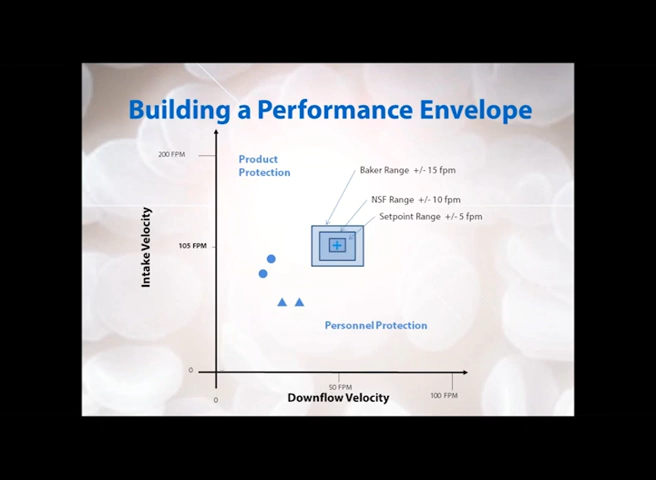 Building a Performance Envelope
200 FPM
Product
Protection
Baker Range +/- 15 fpm
NSF Range +/- 10 fpm
Setpoint Range +/- 5 fpm
Intake Velocity
105 FPM
Personnel Protection
0
50 FPM
100 FPM
Downflow Velocity
0